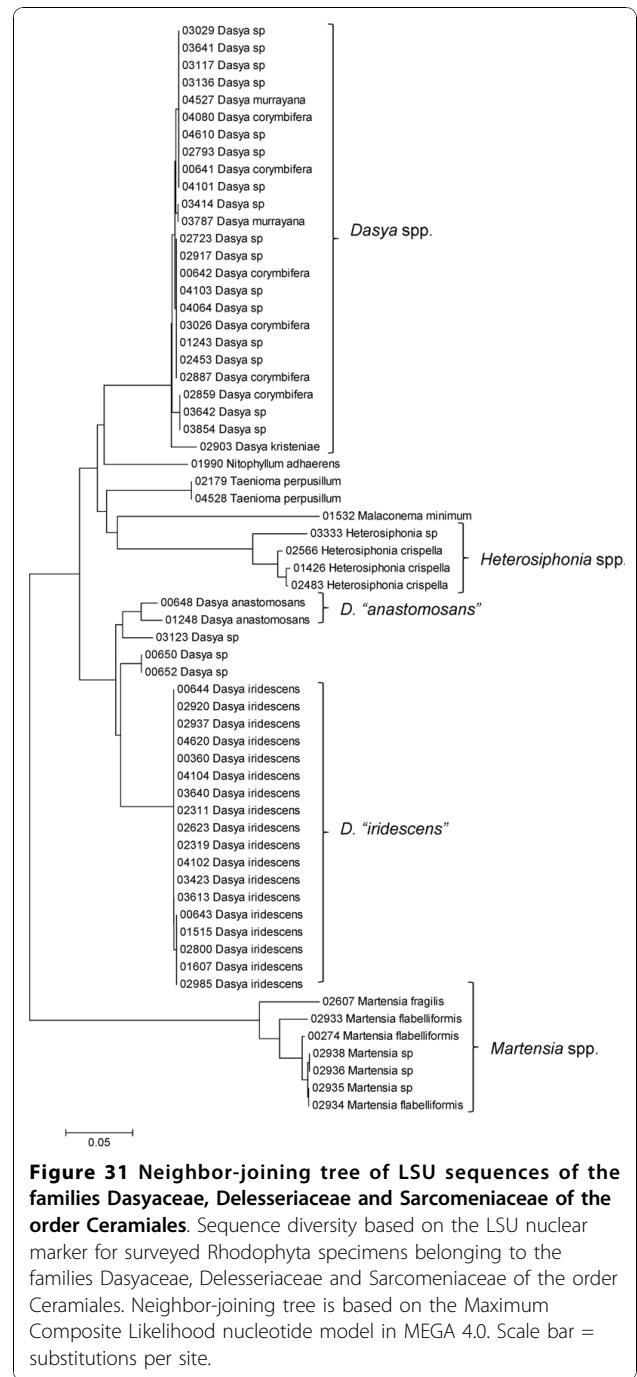 03029 Dasya sp
03641 Dasya sp
03117 Dasya sp
03136 Dasya sp
04527 Dasya murrayana
04080 Dasya corymbifera
04610 Dasya sp
02793 Dasya sp
00641 Dasya corymbifera
04101 Dasya sp
03414 Dasya sp
03787 Dasya murrayana
02723 Dasya sp
02917 Dasya sp
00642 Dasya corymbifera
04103 Dasya sp
04064 Dasya sp
03026 Dasya corymbifera
01243 Dasya sp
02453 Dasya sp
02887 Dasya corymbifera
02859 Dasya corymbifera
03642 Dasya sp
03854 Dasya sp
02903 Dasya kristeniae
Dasya spp.
01990 Nitophyllum adhaerens
02179 Taenioma perpusillum
04528 Taenioma perpusillum
01532 Malaconema minimum
03333 Heterosiphonia sp
02566 Heterosiphonia crispella
01426 Heterosiphonia crispella
02483 Heterosiphonia crispella
Heterosiphonia spp.
00648 Dasya anastomosans
01248 Dasya anastomosans
D. “anastomosans”
03123 Dasya sp
00650 Dasya sp
00652 Dasya sp
00644 Dasya iridescens
02920 Dasya iridescens
02937 Dasya iridescens
04620 Dasya iridescens
00360 Dasya iridescens
04104 Dasya iridescens
03640 Dasya iridescens
02311 Dasya iridescens
02623 Dasya iridescens
02319 Dasya iridescens
04102 Dasya iridescens
03423 Dasya iridescens
03613 Dasya iridescens
00643 Dasya iridescens
01515 Dasya iridescens
02800 Dasya iridescens
01607 Dasya iridescens
02985 Dasya iridescens
D. “iridescens”
02607 Martensia fragilis
02933 Martensia flabelliformis
00274 Martensia flabelliformis
02938 Martensia sp
02936 Martensia sp
02935 Martensia sp
02934 Martensia flabelliformis
Martensia spp.
0.05
Figure 31 Neighbor-joining tree of LSU sequences of the
families Dasyaceae, Delesseriaceae and Sarcomeniaceae of the
order Ceramiales. Sequence diversity based on the LSU nuclear
marker for surveyed Rhodophyta specimens belonging to the
families Dasyaceae, Delesseriaceae and Sarcomeniaceae of the order
Ceramiales. Neighbor-joining tree is based on the Maximum
Composite Likelihood nucleotide model in MEGA 4.0. Scale bar =
substitutions per site.